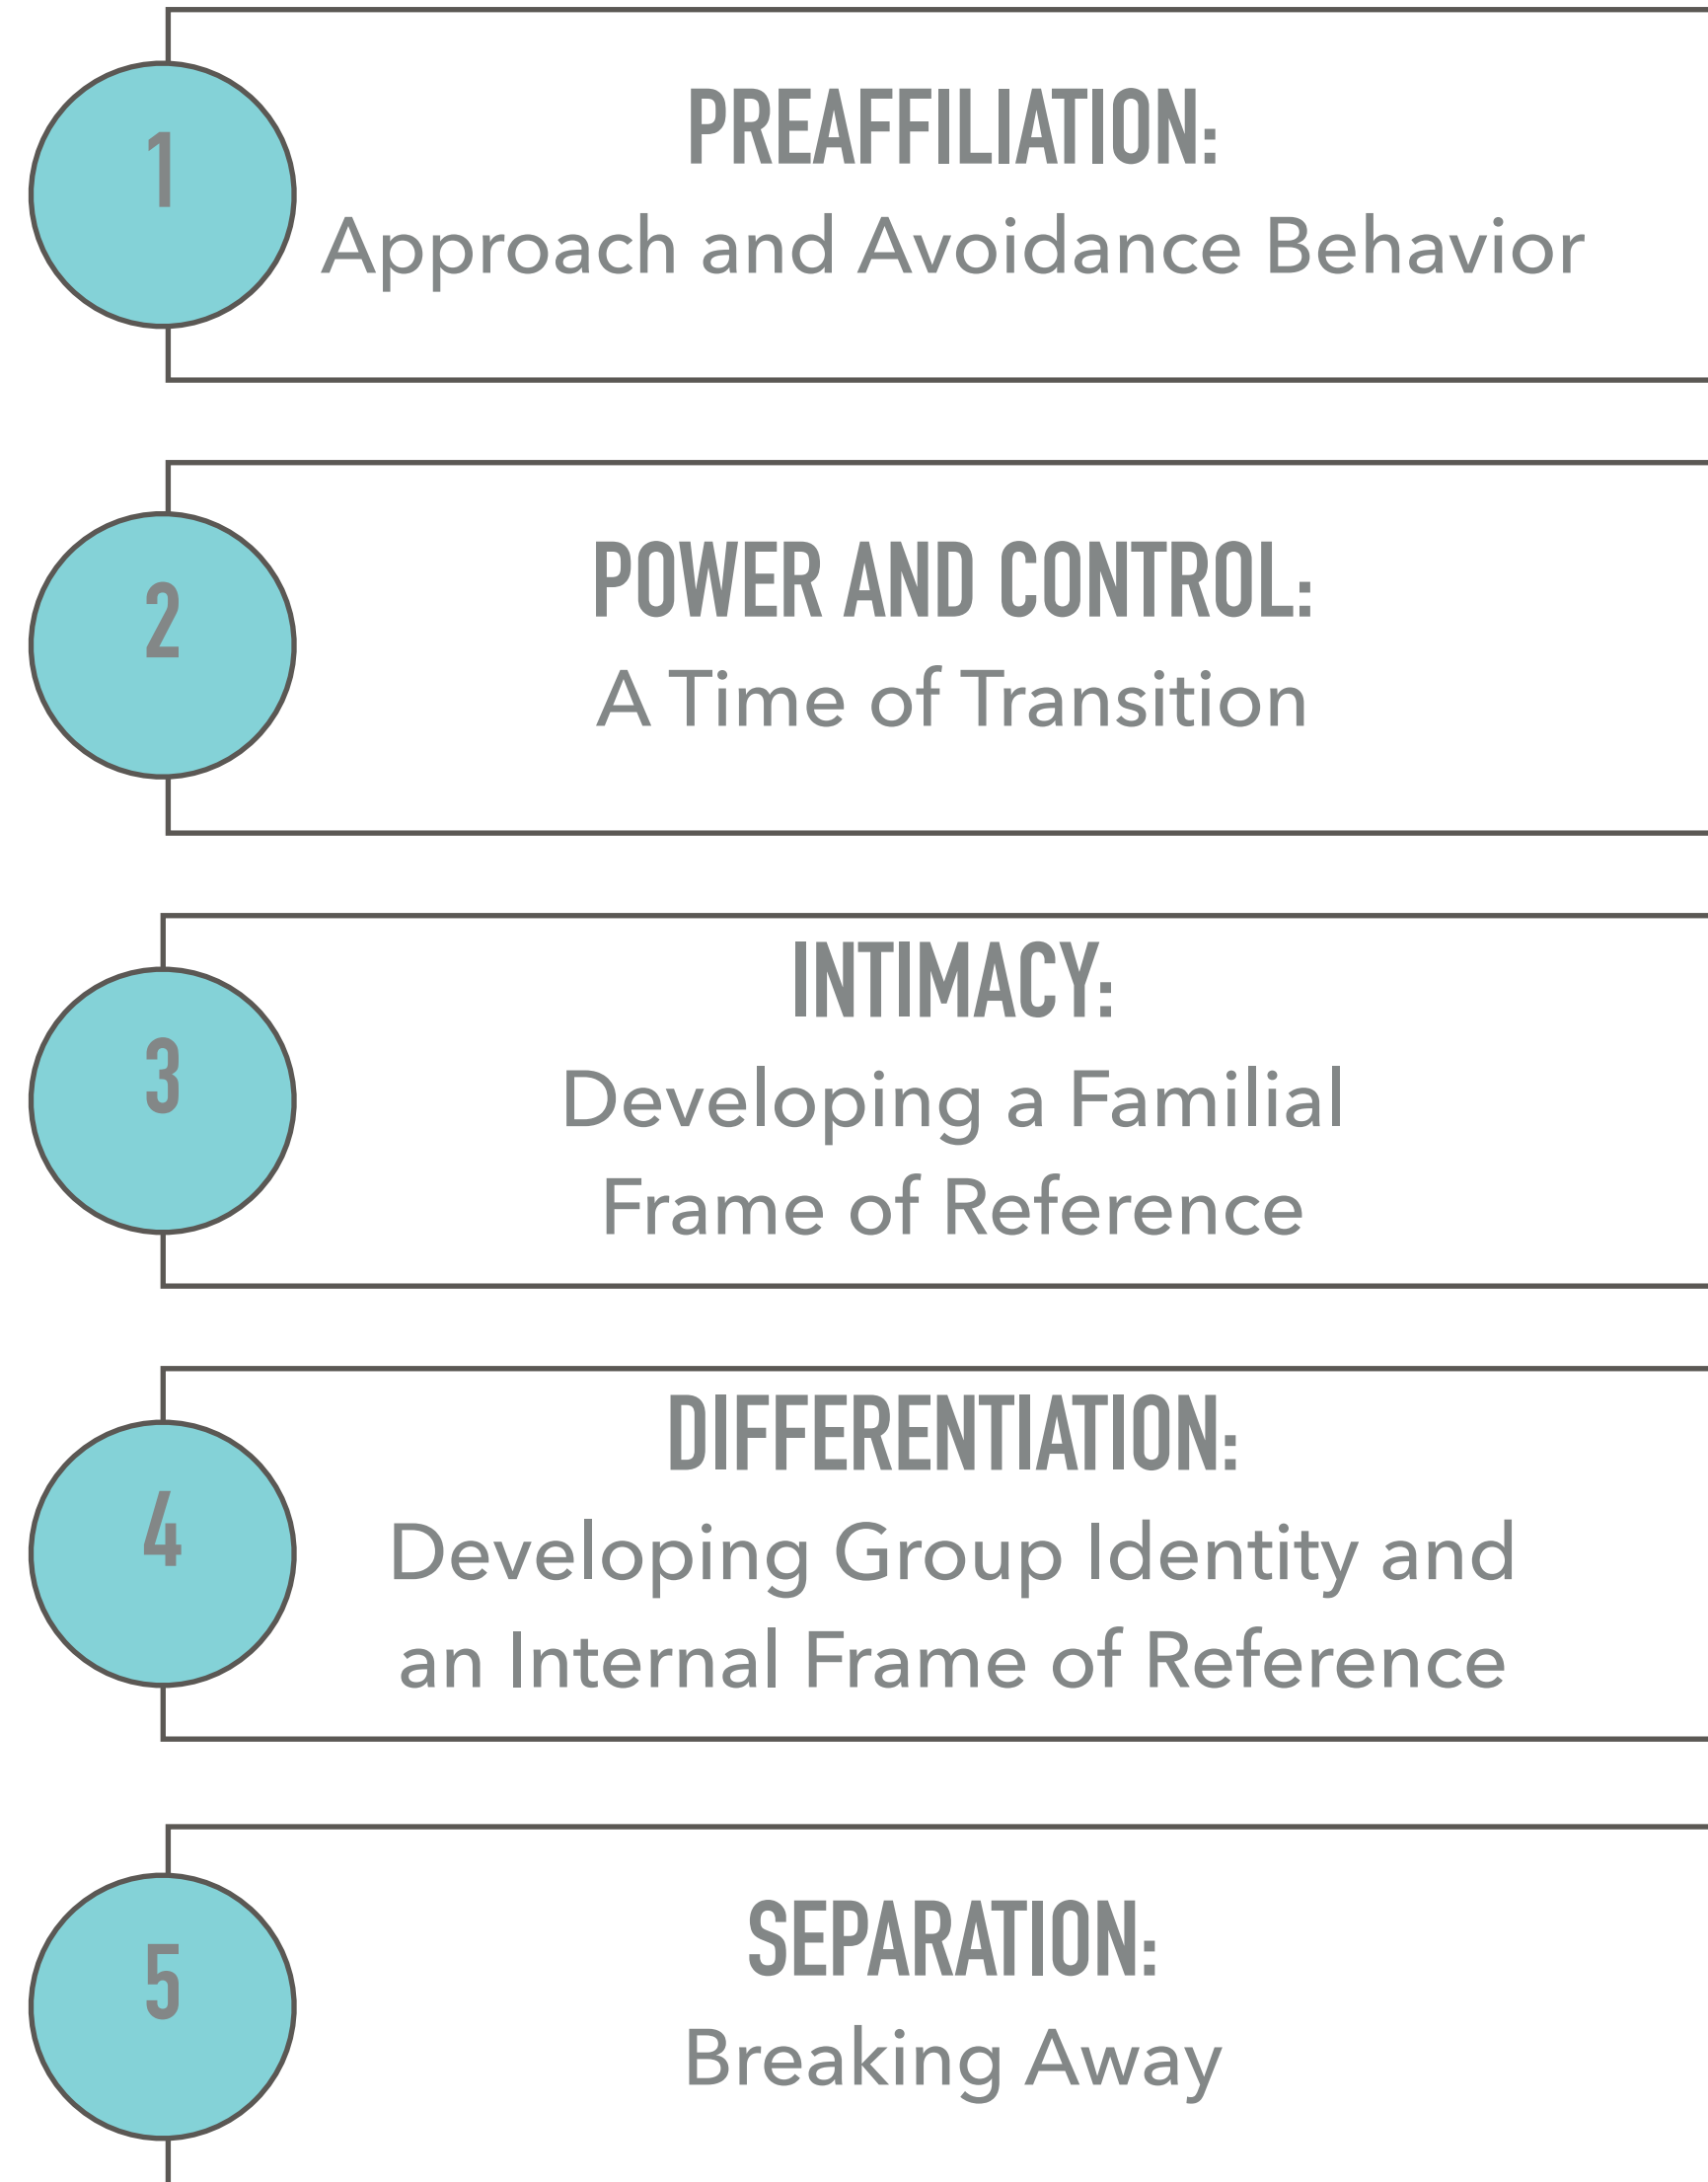 1
PREAFFILIATION:
Approach and Avoidance Behavior
2
POWER AND CONTROL:
A Time of Transition
3
INTIMACY:
Developing a Familial
Frame of Reference
4
DIFFERENTIATION:
Developing Group Identity and
an Internal Frame of Reference
5
SEPARATION:
Breaking Away